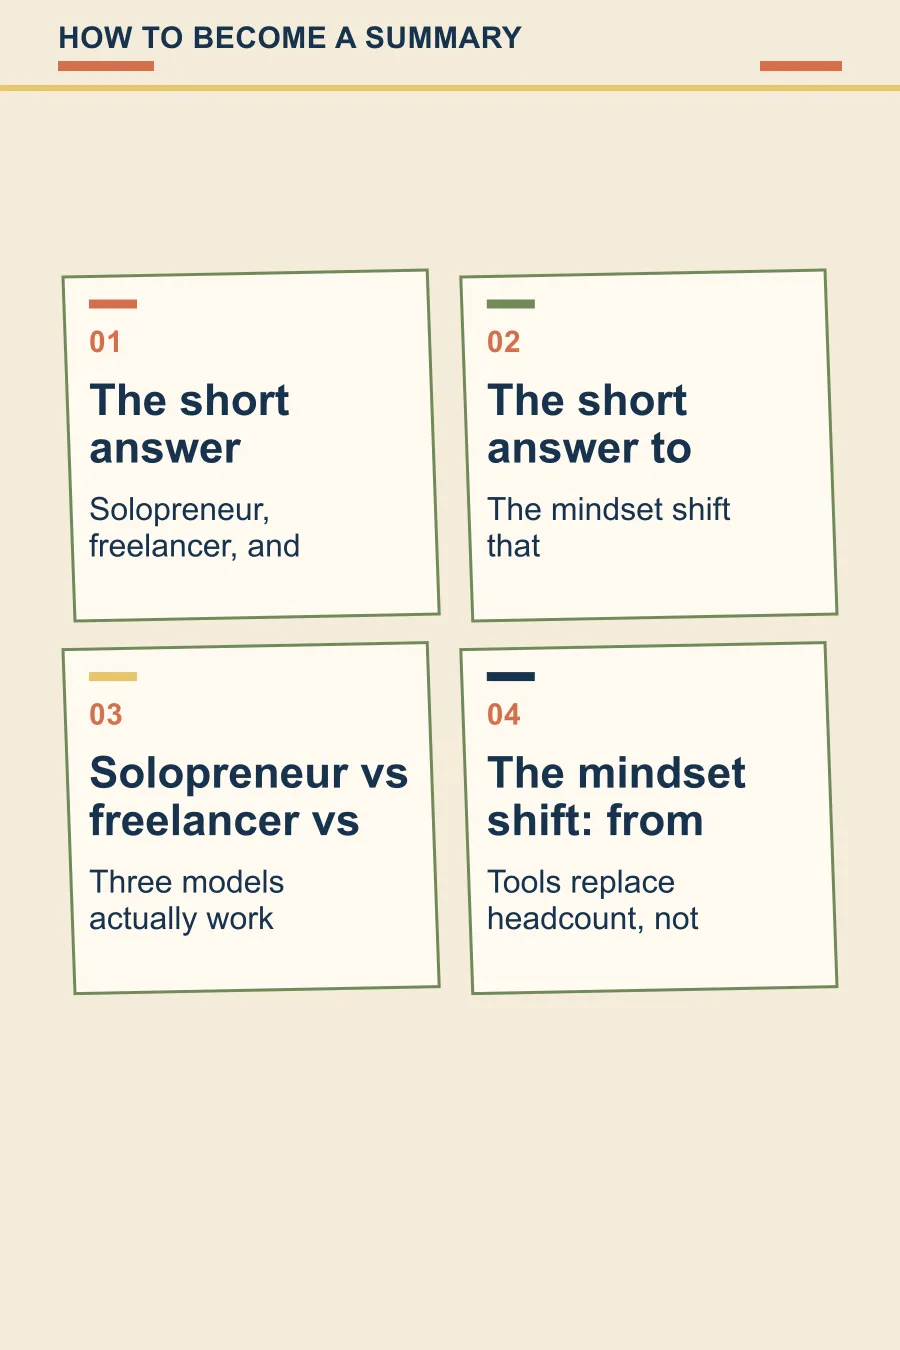 HOW TO BECOME A SUMMARY
01
The short
answer
Solopreneur,
freelancer, and
02
The short
answer to
The mindset shift
that
03
Solopreneur vs
freelancer vs
Three models
actually work
04
The mindset
shift: from
Tools replace
headcount, not